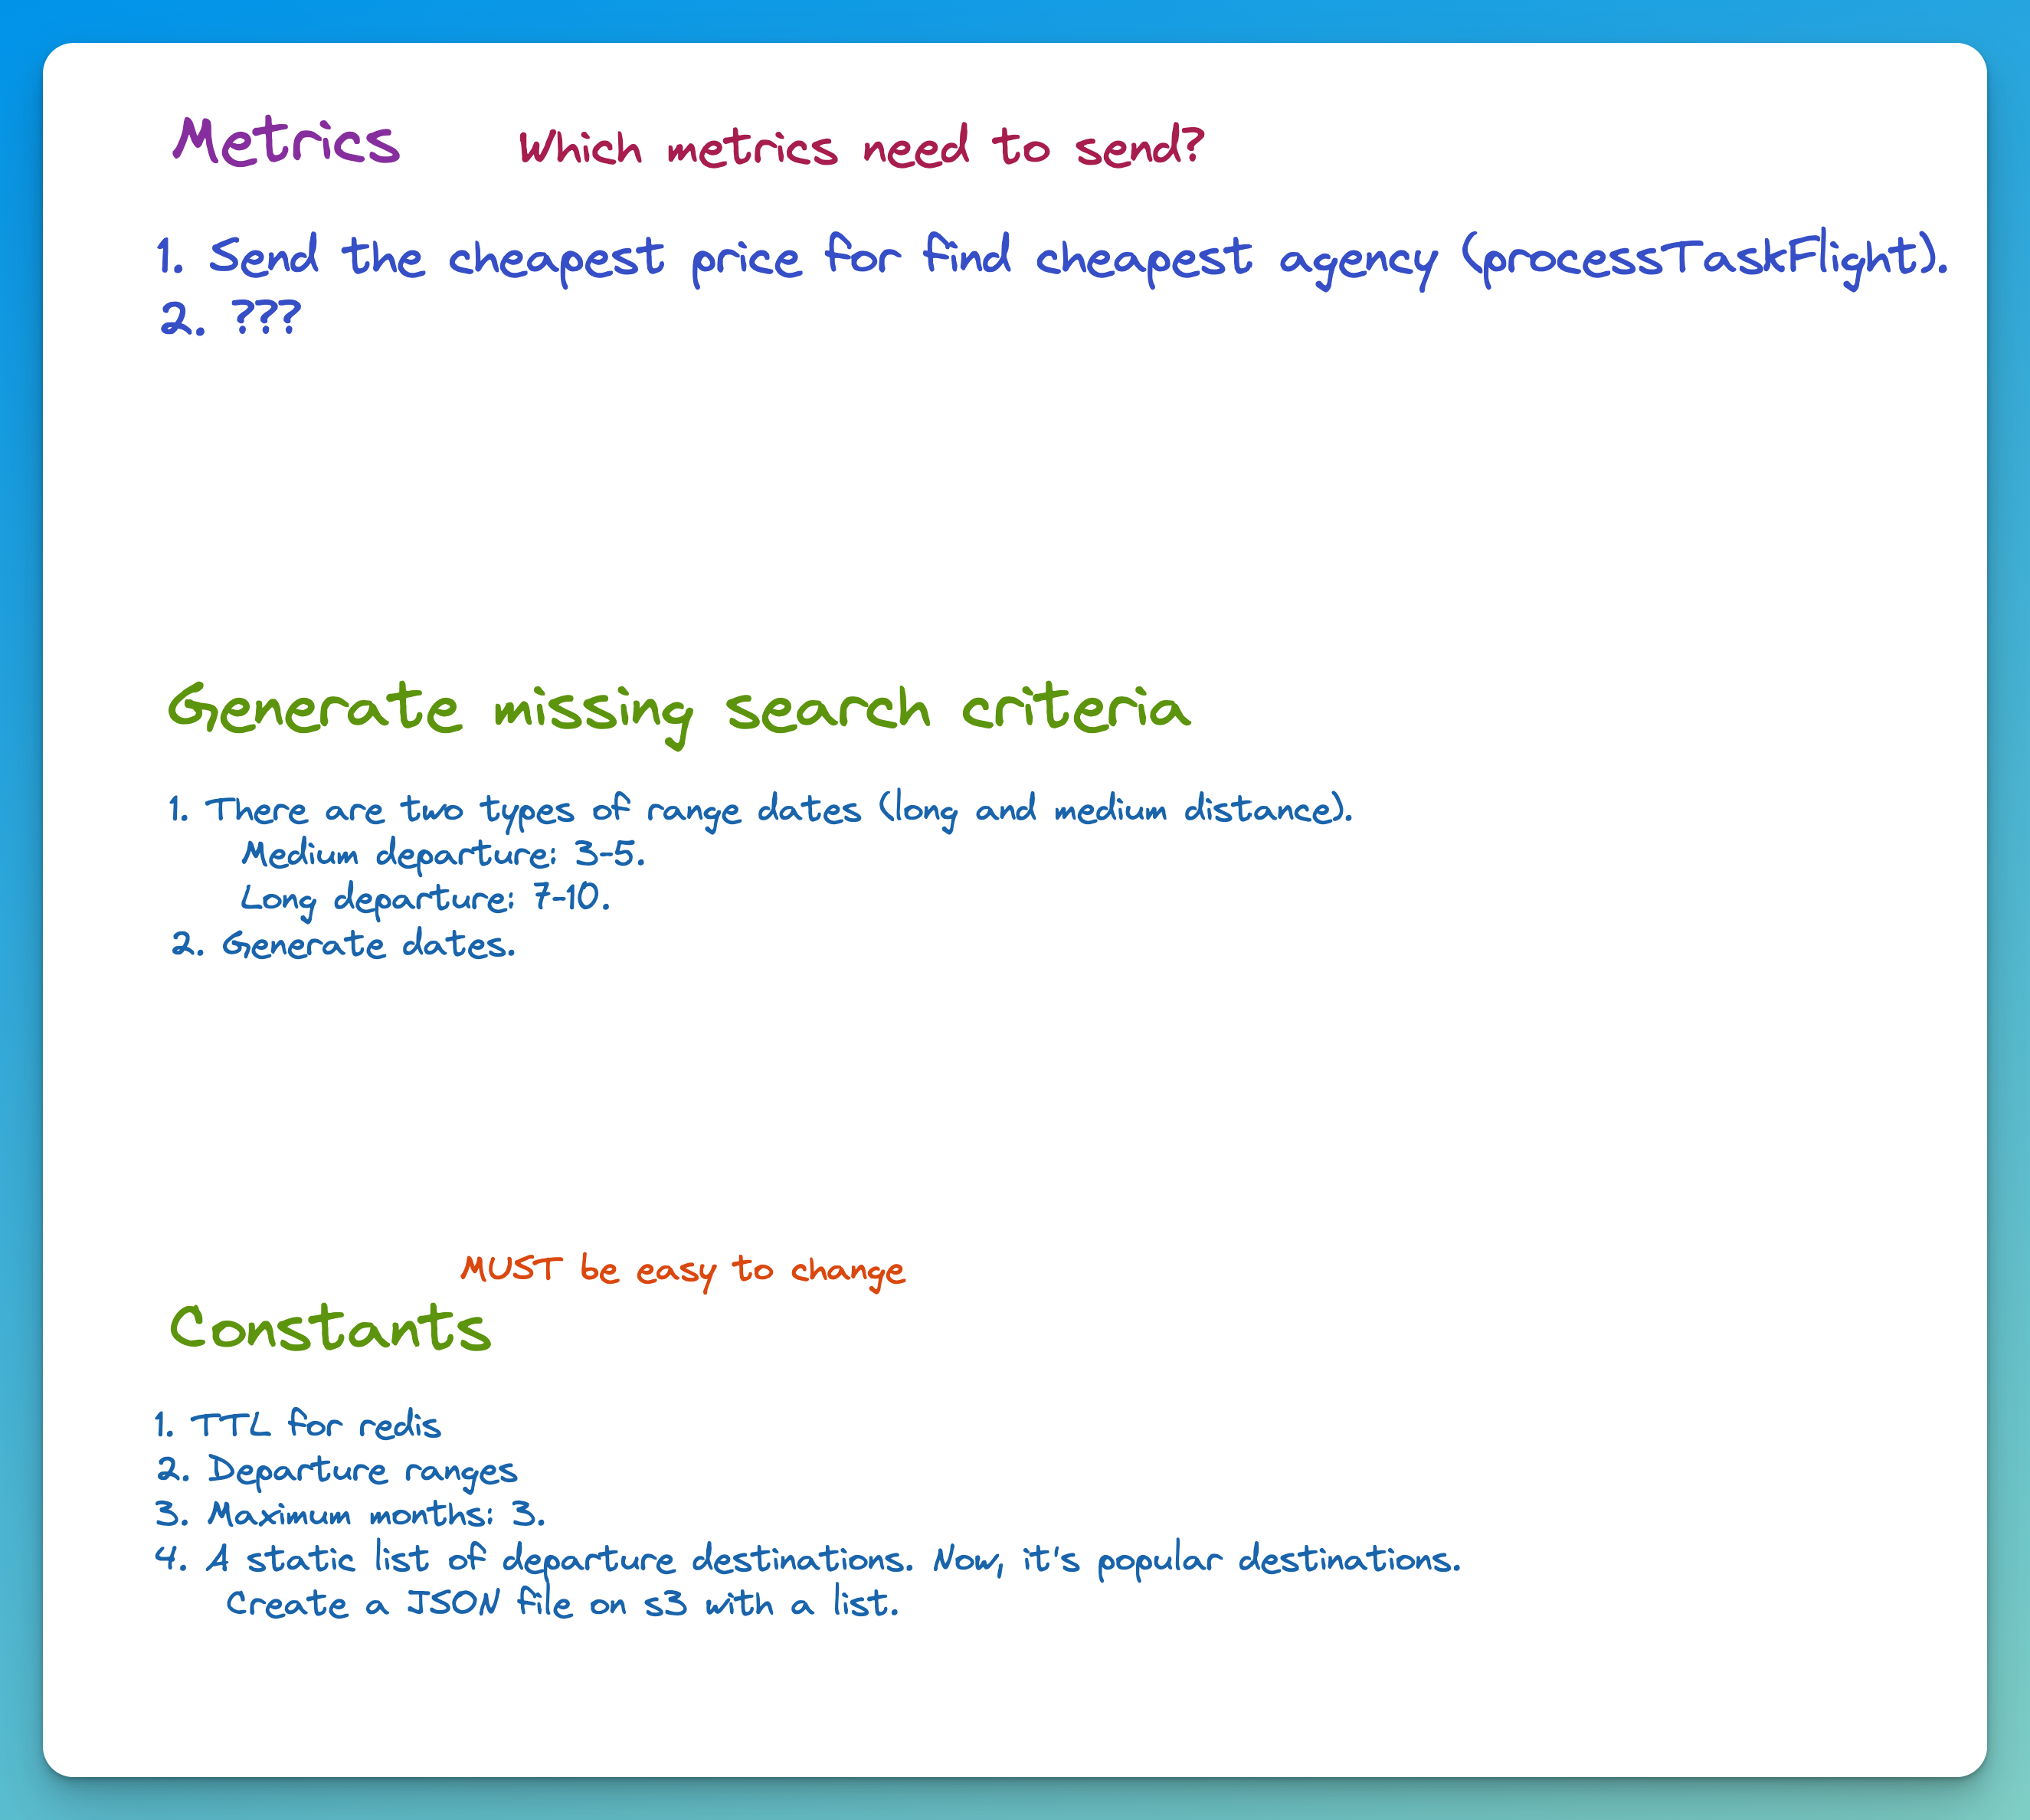 Metrics Which metrics need to send?
1. Send the cheapest price for find cheapest agency (processTaskFlight).
2. ???
Generate missing search criteria
1. There are two types of range dates (long and medium distance).
Medium departure: 3-5.
Long departure: 7-10.
2. Generate dates.
MUST be easy to change
Constants
1. TTL for redis
2. Departure ranges
3. Maximum months: 3.
4. A static list of departure destinations. Now, it's popular destinations.
Create a JSON file on s3 with a list.